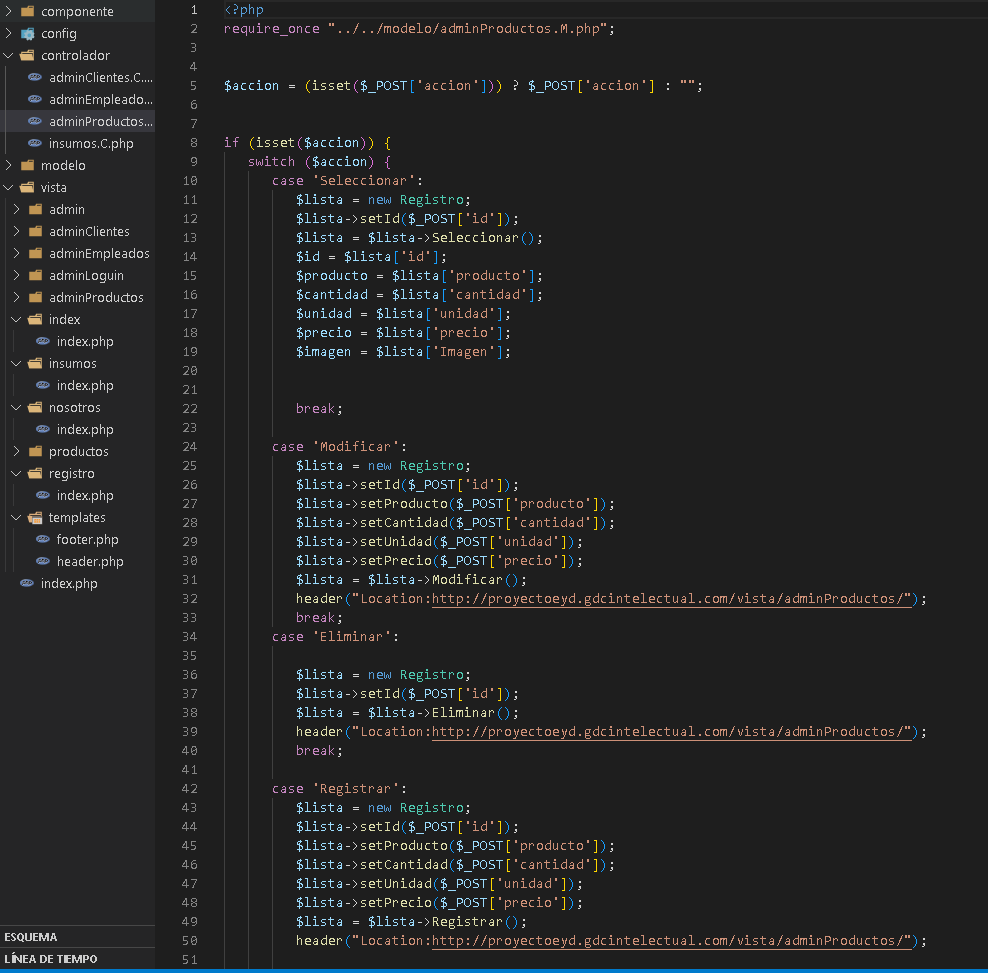 componente
config
controlador
adminClientes.C....
adminEmpleado...
adminProductos...
insumos.C.php
modelo
vista
admin
adminClientes
adminEmpleados
adminLoguin
adminProductos
index
index.php
insumos
index.php
nosotros
index.php
productos
registro
index.php
templates
footer.php
header.php
index.php
ESQUEMA
LÍNEA DE TIEMPO
1 <?php
2 require_once "../../modelo/adminProductos.M.php";
3
4
5 $accion = (isset($_POST['accion'])) ? $_POST['accion'] : "";
6
7
8 if (isset($accion)) {
9 switch ($accion) {
10 case 'Seleccionar':
11 $lista = new Registro;
12 $lista->setId($_POST['id']);
13 $lista = $lista->Seleccionar();
14 $id = $lista['id'];
15 $producto = $lista['producto'];
16 $cantidad = $lista['cantidad'];
17 $unidad = $lista['unidad'];
18 $precio = $lista['precio'];
19 $imagen = $lista['Imagen'];
20
21
22 break;
23
24 case 'Modificar':
25 $lista = new Registro;
26 $lista->setId($_POST['id']);
27 $lista->setProducto($_POST['producto']);
28 $lista->setCantidad($_POST['cantidad']);
29 $lista->setUnidad($_POST['unidad']);
30 $lista->setPrecio($_POST['precio']);
31 $lista = $lista->Modificar();
32 header("Location:http://proyectoeyd.gdcintelectual.com/vista/adminProductos/");
33 break;
34 case 'Eliminar':
35
36 $lista = new Registro;
37 $lista->setId($_POST['id']);
38 $lista = $lista->Eliminar();
39 header("Location:http://proyectoeyd.gdcintelectual.com/vista/adminProductos/");
40 break;
41
42 case 'Registrar':
43 $lista = new Registro;
44 $lista->setId($_POST['id']);
45 $lista->setProducto($_POST['producto']);
46 $lista->setCantidad($_POST['cantidad']);
47 $lista->setUnidad($_POST['unidad']);
48 $lista->setPrecio($_POST['precio']);
49 $lista = $lista->Registrar();
50 header("Location:http://proyectoeyd.gdcintelectual.com/vista/adminProductos/");
51